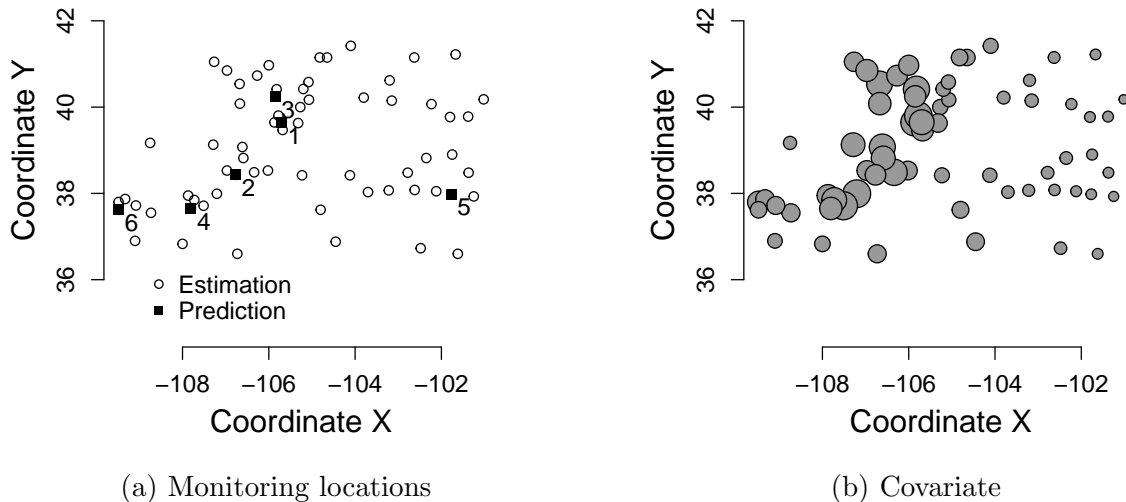 42
40
38
36
Coordinate Y
3
1
2
4
5
6
Estimation
Prediction
−108 −106 −104 −102
Coordinate X
(a) Monitoring locations
42
40
38
36
Coordinate Y
−108 −106 −104 −102
Coordinate X
(b) Covariate